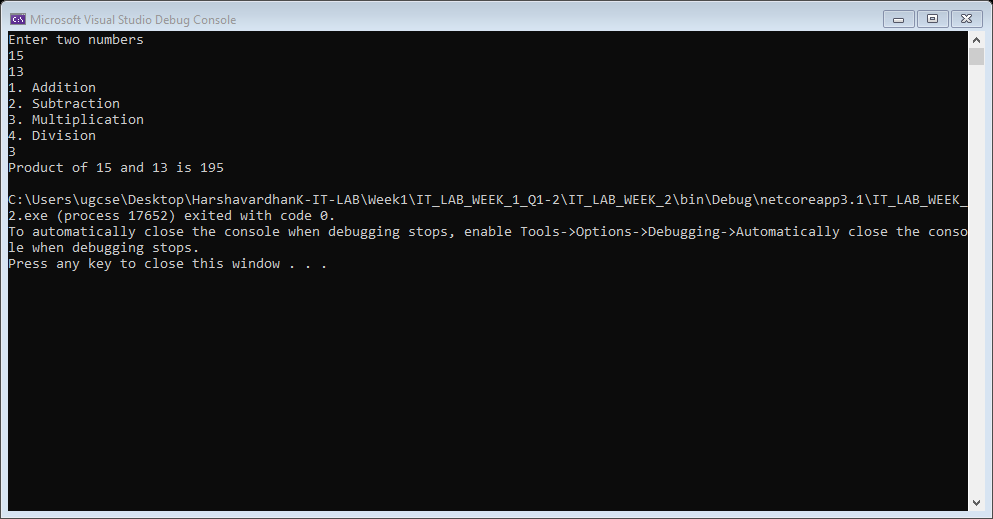 Microsoft Visual Studio Debug Console
Enter two numbers
15
13
1. Addition
2. Subtraction
3. Multiplication
4. Division
3
Product of 15 and 13 is 195
C:\Users\ugcse\Desktop\HarshavardhanK-IT-LAB\Week1\IT_LAB_WEEK_1_Q1-2\IT_LAB_WEEK_2\bin\Debug\netcoreapp3.1\IT_LAB_WEEK_
2.exe (process 17652) exited with code 0.
To automatically close the console when debugging stops, enable Tools->Options->Debugging->Automatically close the conso
le when debugging stops.
Press any key to close this window . . .